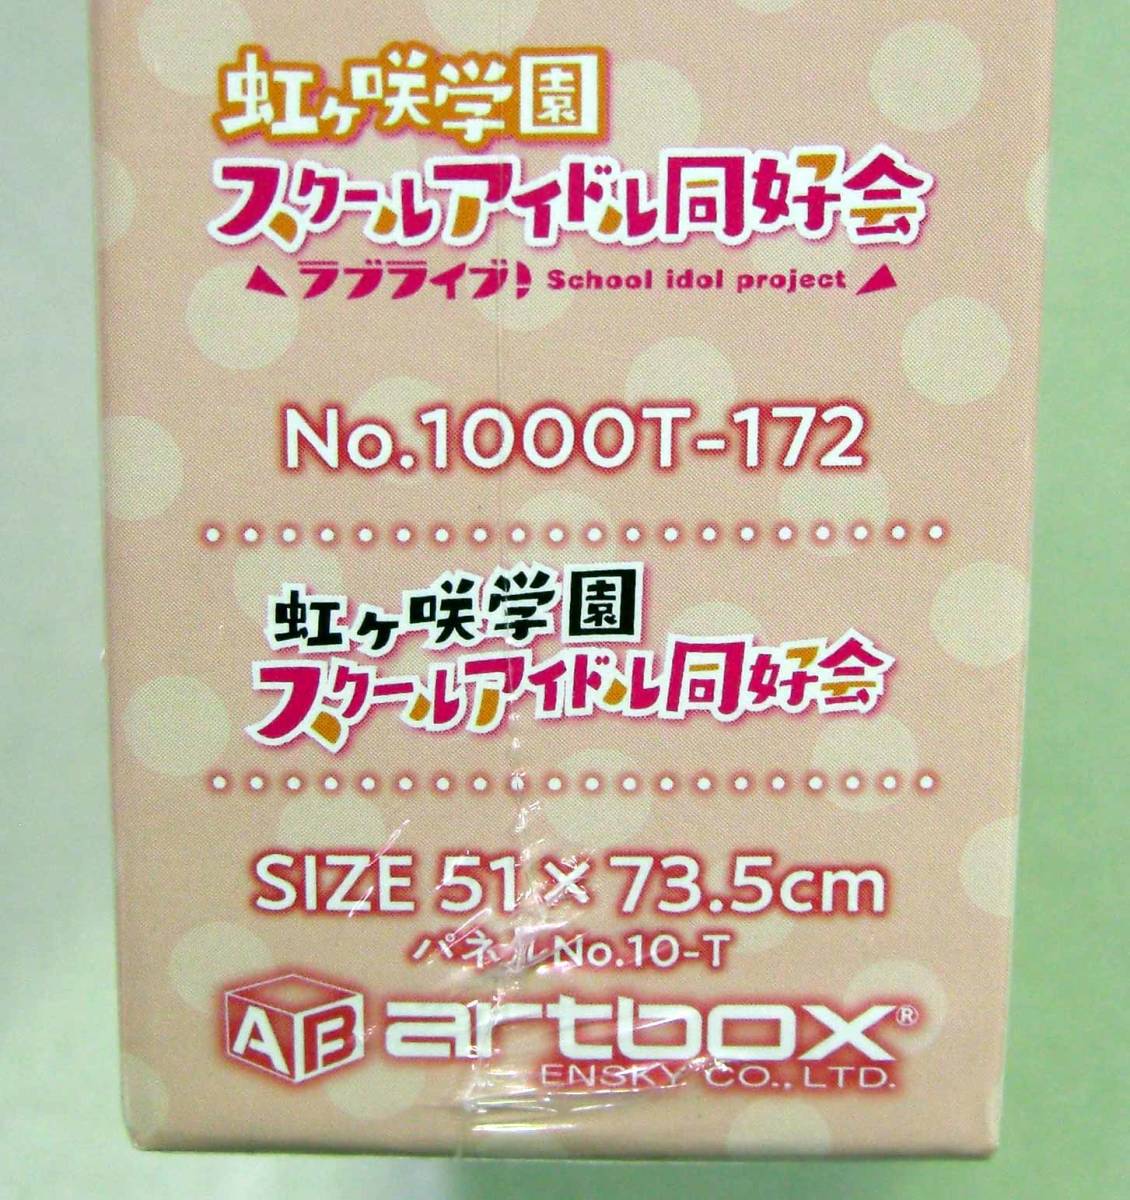 虹ヶ咲学園
スクールアイドル同好会
ラブライブ! School idol project
No.1000T-172
虹ヶ咲学園
スクールアイドル同好会
SIZE 51×73.5cm
パネルNo.10-T
AB artbox®
ENSKY CO., LTD.